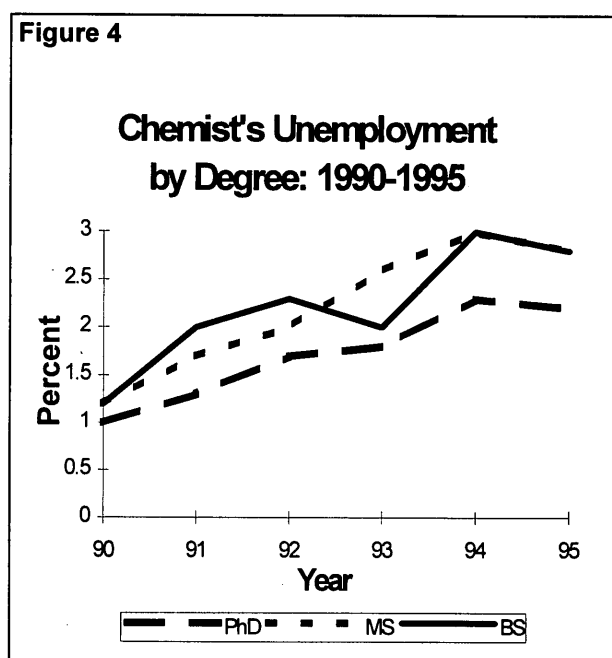 Figure 4
Chemist's Unemployment
by Degree: 1990-1995
3
2.5
2
1.5
1
0.5
0
Percent
90 91 92 93 94 95
Year
PhD MS BS